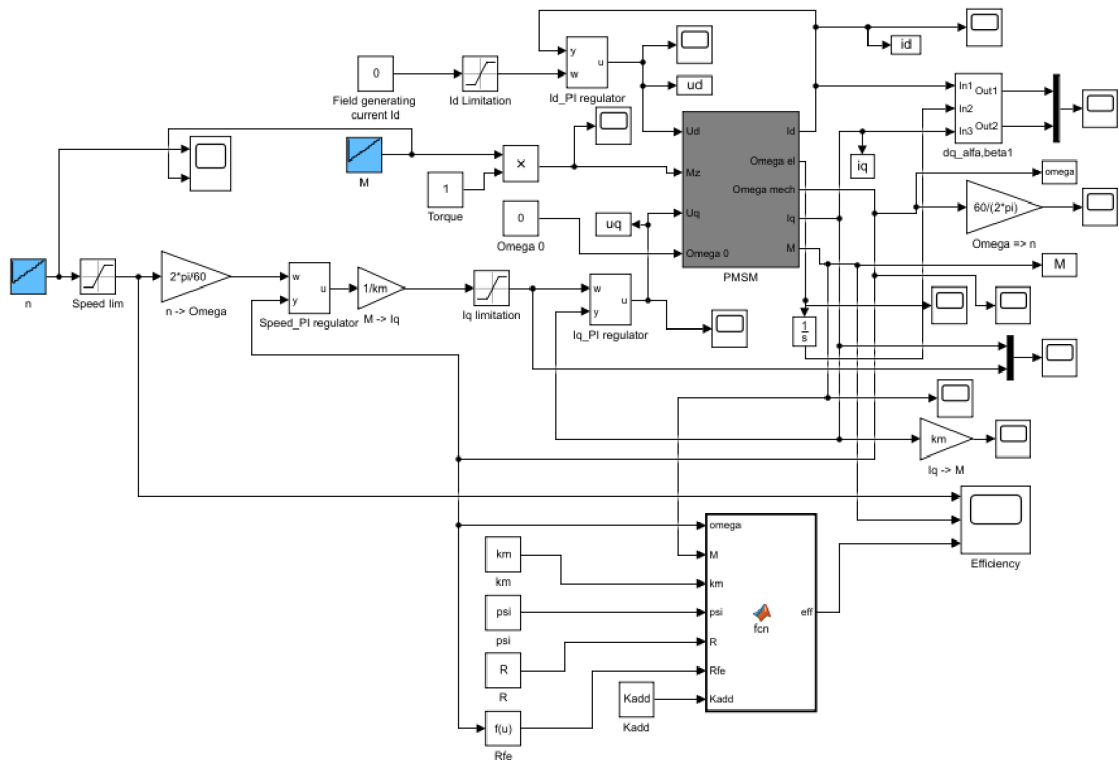 y
w
u
Id_PI regulator
0
Field generating
current Id
Id Limitation
id
ud
In1
In2
In3
Out1
Out2
dq_alfa,beta1
M
×
1
Torque
0
Omega 0
uq
Ud
Mz
Uq
Omega 0
Id
Omega el
Omega mech
Iq
M
PMSM
iq
omega
60/(2*pi)
Omega => n
M
n
Speed lim
2*pi/60
n -> Omega
w
y
u
Speed_PI regulator
1/km
M -> Iq
Iq limitation
w
y
u
Iq_PI regulator
1
s
km
Iq -> M
Efficiency
omega
M
km
psi
R
Rfe
Kadd
fcn
eff
km
km
psi
psi
R
R
f(u)
Rfe
Kadd
Kadd